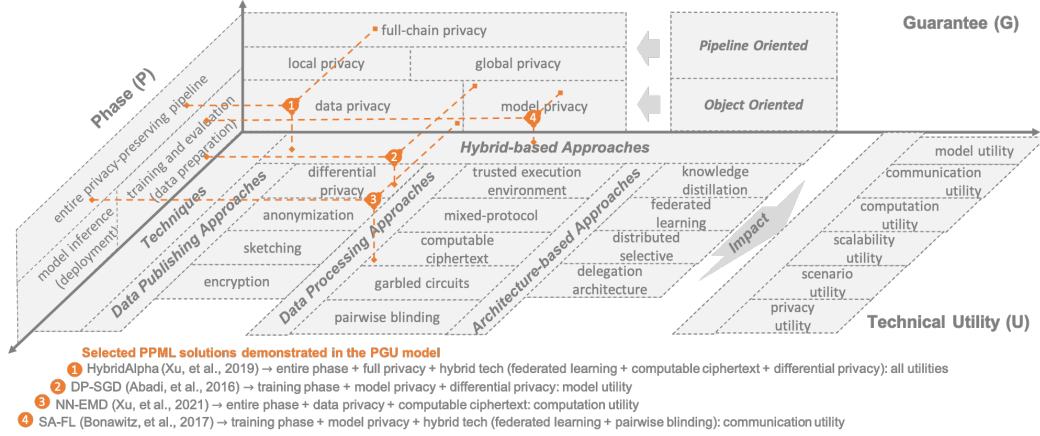 Guarantee (G)
full-chain privacy
Pipeline Oriented
local privacy
global privacy
Phase (P)
data privacy
model privacy
Object Oriented
entire privacy-preserving pipeline
training and evaluation
(data preparation)
model inference
(deployment)
Techniques
Hybrid-based Approaches
Data Publishing Approaches
differential
privacy
anonymization
sketching
encryption
Data Processing Approaches
trusted execution
environment
mixed-protocol
computable
ciphertext
garbled circuits
pairwise blinding
Architecture-based Approaches
knowledge
distillation
federated
learning
distributed
selective
delegation
architecture
Impact
model utility
communication
utility
computation
utility
scalability
utility
scenario
utility
privacy
utility
Technical Utility (U)
1
2
3
4
Selected PPML solutions demonstrated in the PGU model
1 HybridAlpha (Xu, et al., 2019) → entire phase + full privacy + hybrid tech (federated learning + computable ciphertext + differential privacy): all utilities
2 DP-SGD (Abadi, et al., 2016) → training phase + model privacy + differential privacy: model utility
3 NN-EMD (Xu, et al., 2021) → entire phase + data privacy + computable ciphertext: computation utility
4 SA-FL (Bonawitz, et al., 2017) → training phase + model privacy + hybrid tech (federated learning + pairwise blinding): communication utility